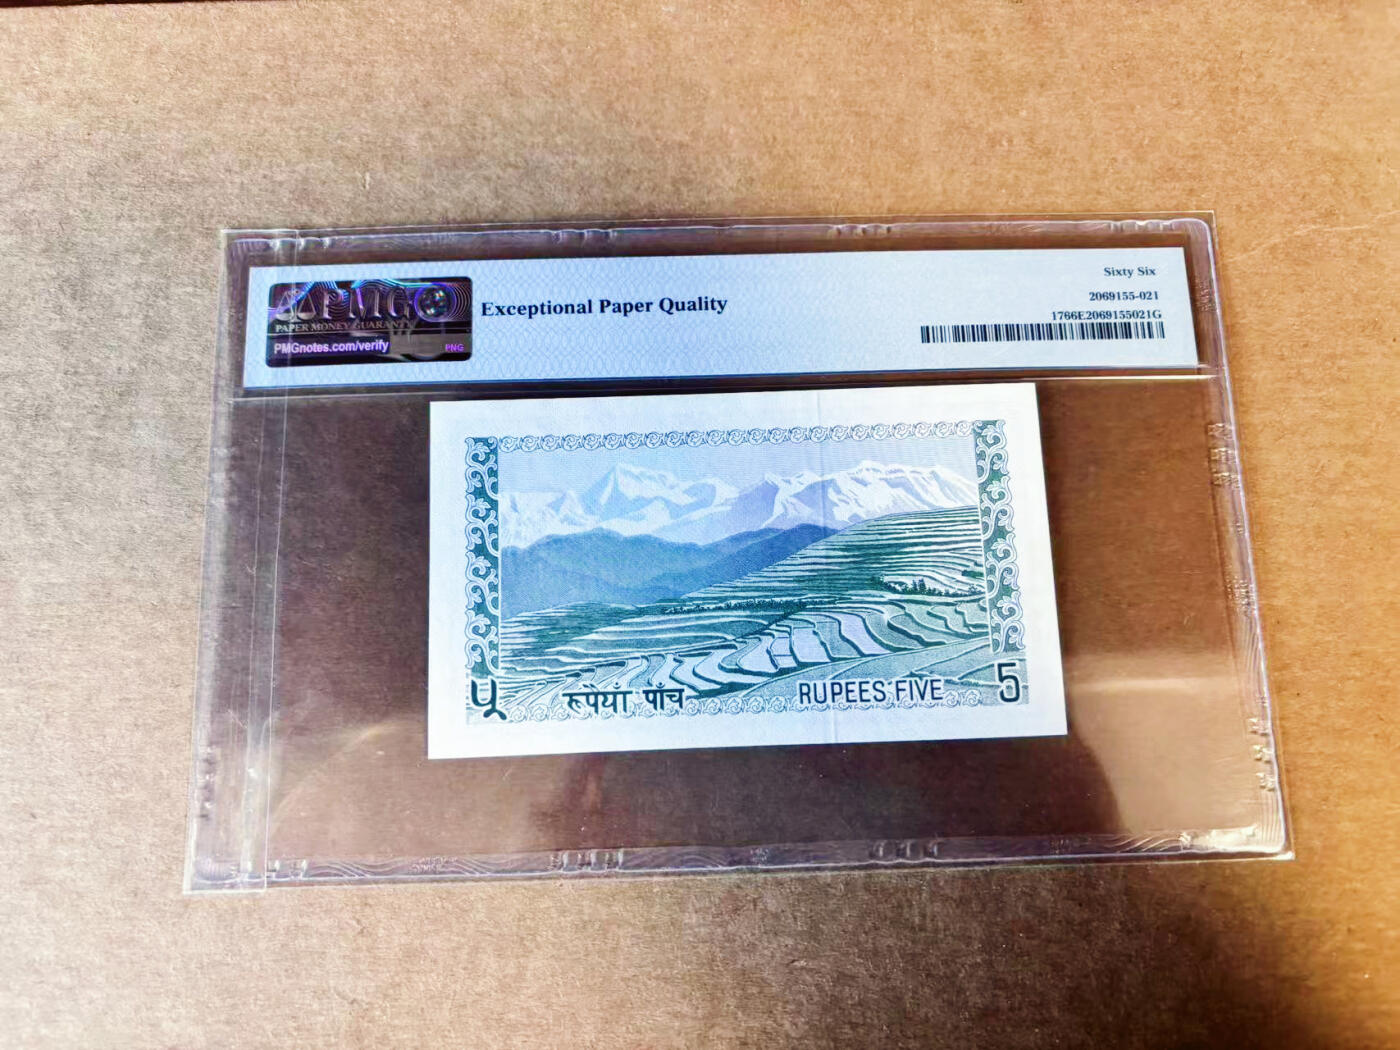 PMG
PAPER MONEY GUARANTY
PMGnotes.com/verify
PNG
Exceptional Paper Quality
Sixty Six
2069155-021
1766E2069155021G
५
रूपैयाँ पाँच
RUPEES FIVE
5